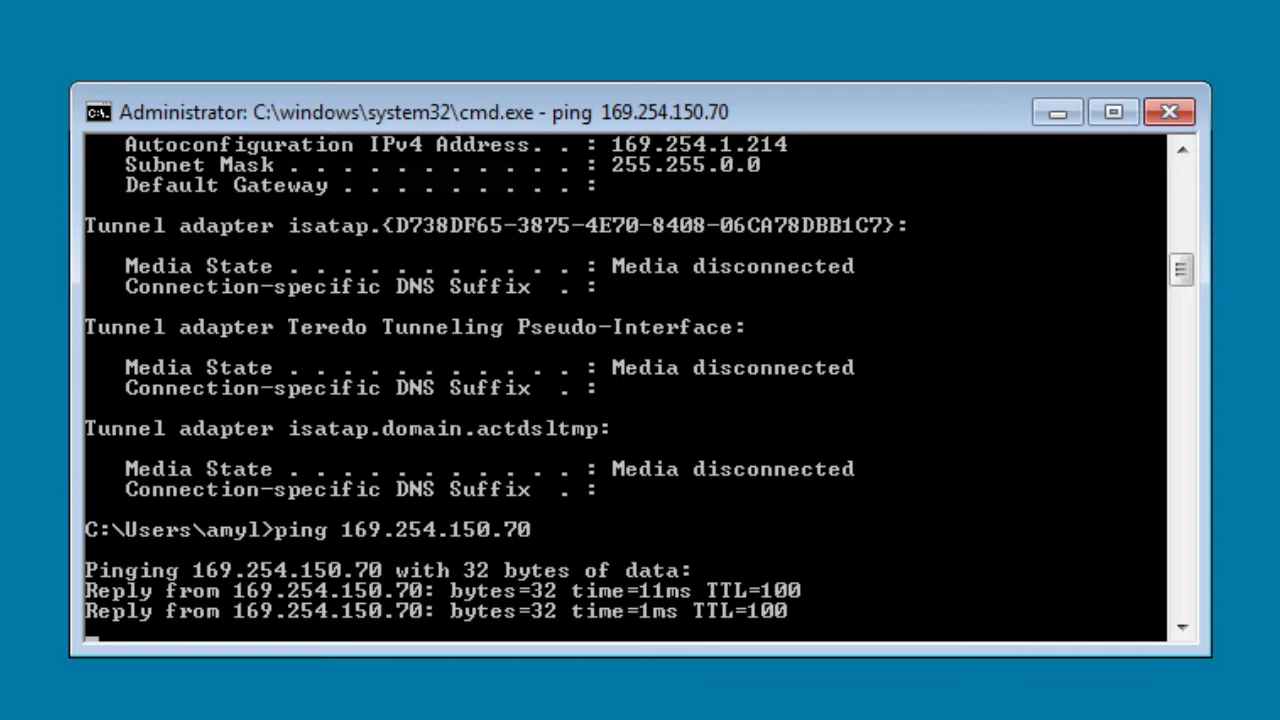 Administrator: C:\windows\system32\cmd.exe - ping 169.254.150.70
Autoconfiguration IPv4 Address. . : 169.254.1.214
Subnet Mask . . . . . . . . . . . : 255.255.0.0
Default Gateway . . . . . . . . . :
Tunnel adapter isatap.{D738DF65-3875-4E70-8408-06CA78DBB1C7}:
Media State . . . . . . . . . . . : Media disconnected
Connection-specific DNS Suffix  . :
Tunnel adapter Teredo Tunneling Pseudo-Interface:
Media State . . . . . . . . . . . : Media disconnected
Connection-specific DNS Suffix  . :
Tunnel adapter isatap.domain.actdsltmp:
Media State . . . . . . . . . . . : Media disconnected
Connection-specific DNS Suffix  . :
C:\Users\amyl>ping 169.254.150.70
Pinging 169.254.150.70 with 32 bytes of data:
Reply from 169.254.150.70: bytes=32 time=11ms TTL=100
Reply from 169.254.150.70: bytes=32 time=1ms TTL=100